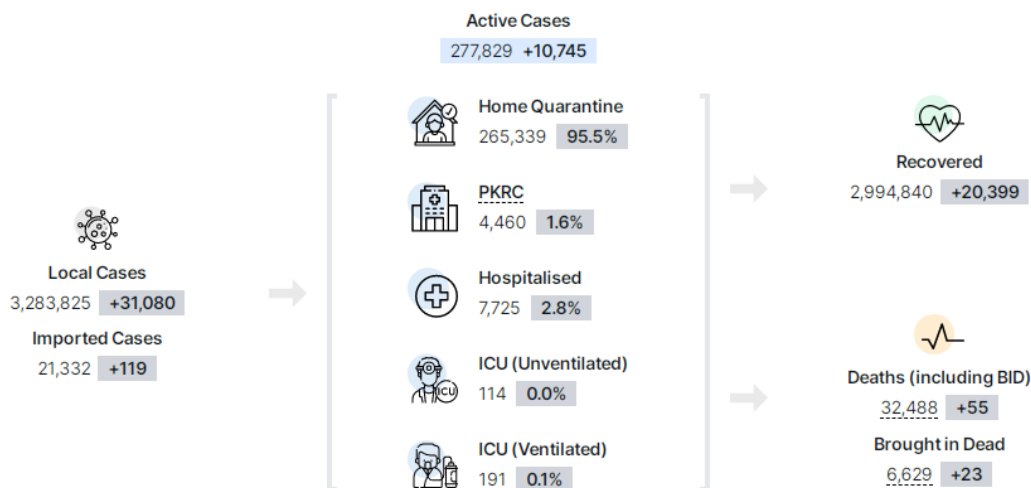 Active Cases
277,829 +10,745
Local Cases
3,283,825 +31,080
Imported Cases
21,332 +119
Home Quarantine
265,339 95.5%
PKRC
4,460 1.6%
Hospitalised
7,725 2.8%
ICU
ICU (Unventilated)
114 0.0%
ICU (Ventilated)
191 0.1%
Recovered
2,994,840 +20,399
Deaths (including BID)
32,488 +55
Brought in Dead
6,629 +23